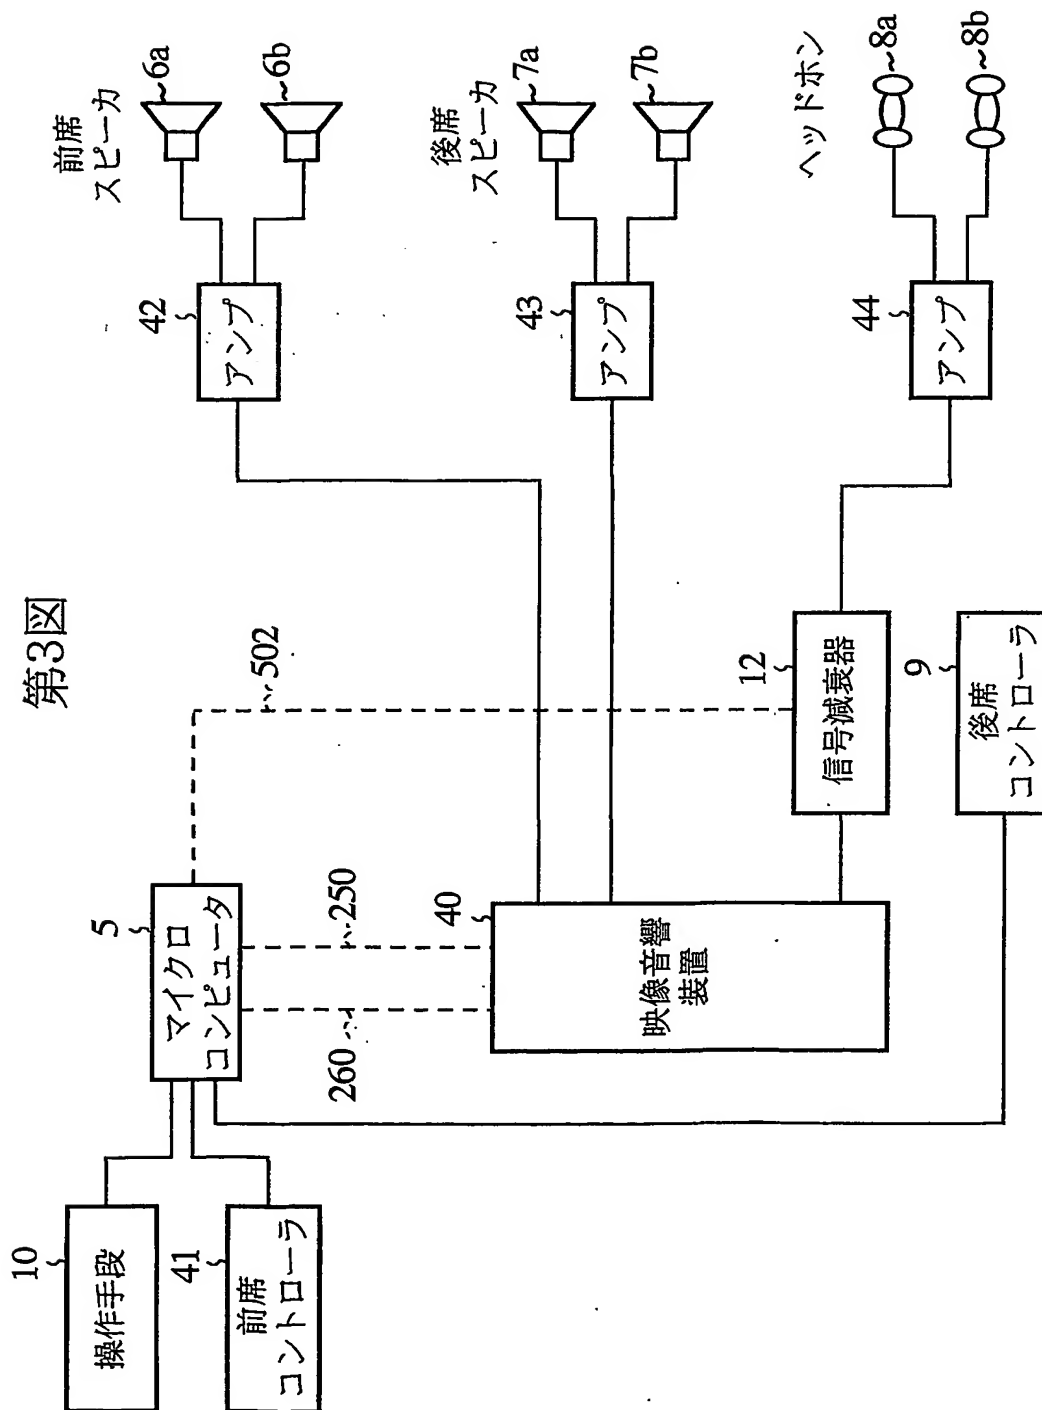 第3図
10
操作手段
41
前席
コントローラ
5
マイクロ
コンピュータ
260
250
502
40
映像音響
装置
12
信号減衰器
9
後席
コントローラ
42
アンプ
43
アンプ
44
アンプ
前席
スピーカ
6a
6b
後席
スピーカ
7a
7b
ヘッドホン
8a
8b